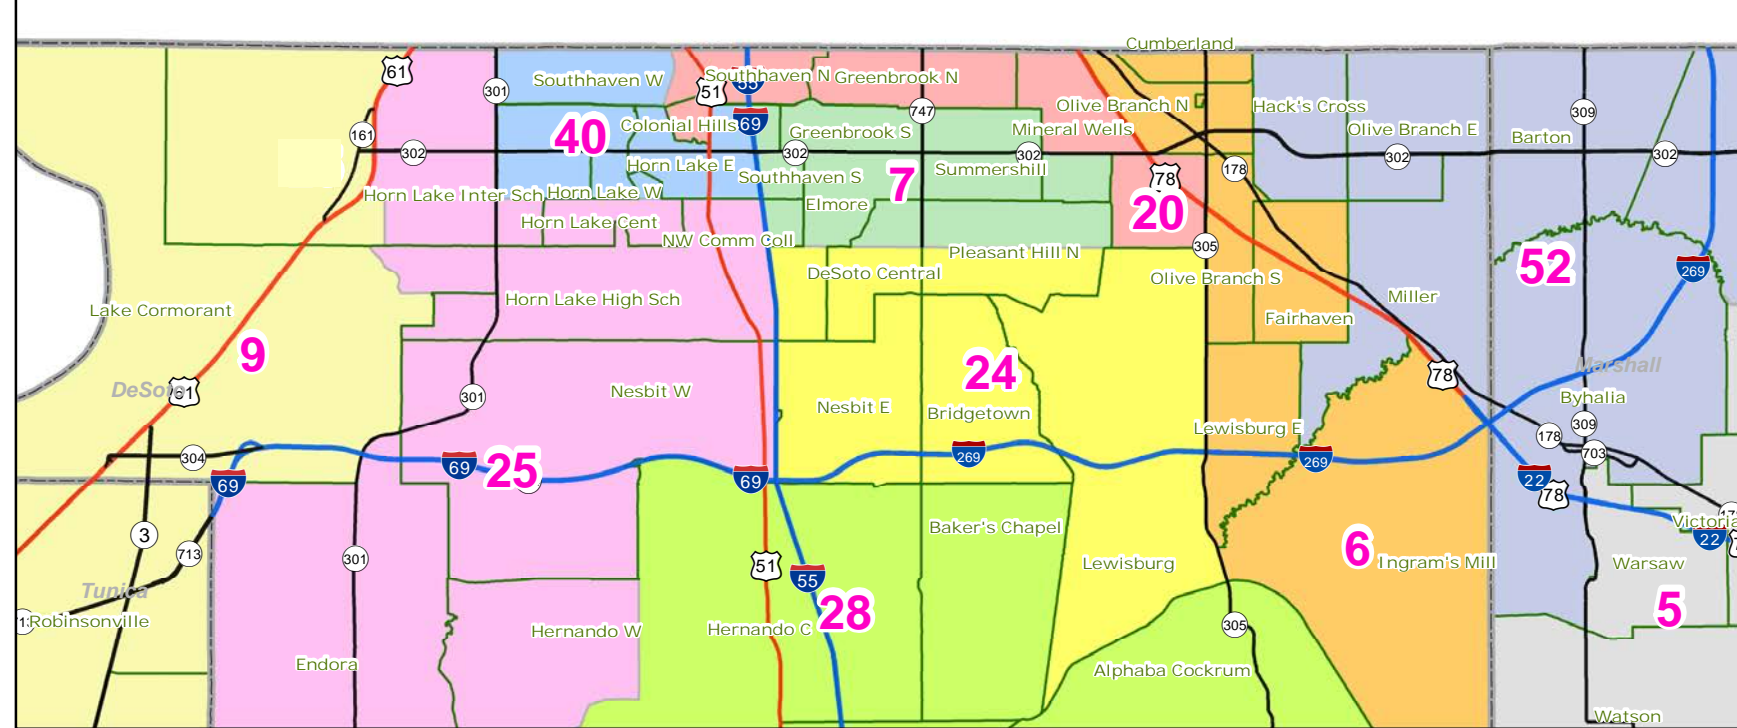 Cumberland
61
Southhaven W
Southhaven N
Greenbrook N
55
301
51
Olive Branch N
Hack's Cross
747
309
161
40
Colonial Hills
69
Greenbrook S
Mineral Wells
Olive Branch E
Barton
302
302
302
302
302
Horn Lake E
Southhaven S
7
Summershill
78
178
Horn Lake Inter Sch
Horn Lake W
Elmore
20
Horn Lake Cent
NW Comm Coll
Pleasant Hill N
305
DeSoto Central
Olive Branch S
52
269
Lake Cormorant
Horn Lake High Sch
Miller
Fairhaven
9
24
Marshall
DeSoto
61
301
Nesbit W
Nesbit E
Bridgetown
78
Byhalia
309
Lewisburg E
178
703
304
69
69
25
69
269
269
22
78
3
713
301
51
55
Baker's Chapel
Lewisburg
6
Ingram's Mill
Victoria
22
Warsaw
5
Tunica
Robinsonville
28
Hernando W
Hernando C
305
Endora
Alphaba Cockrum
Watson